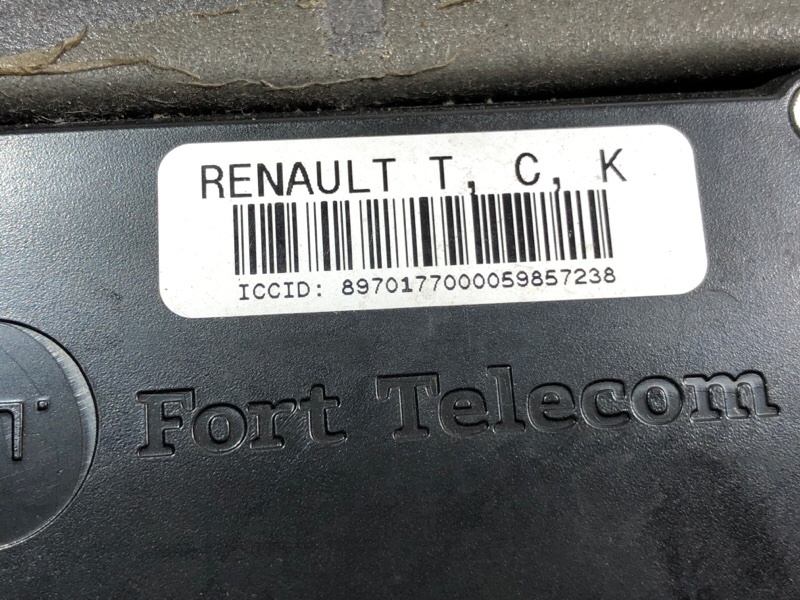 RENAULT T, C, K
ICCID: 8970177000059857238
Fort Telecom